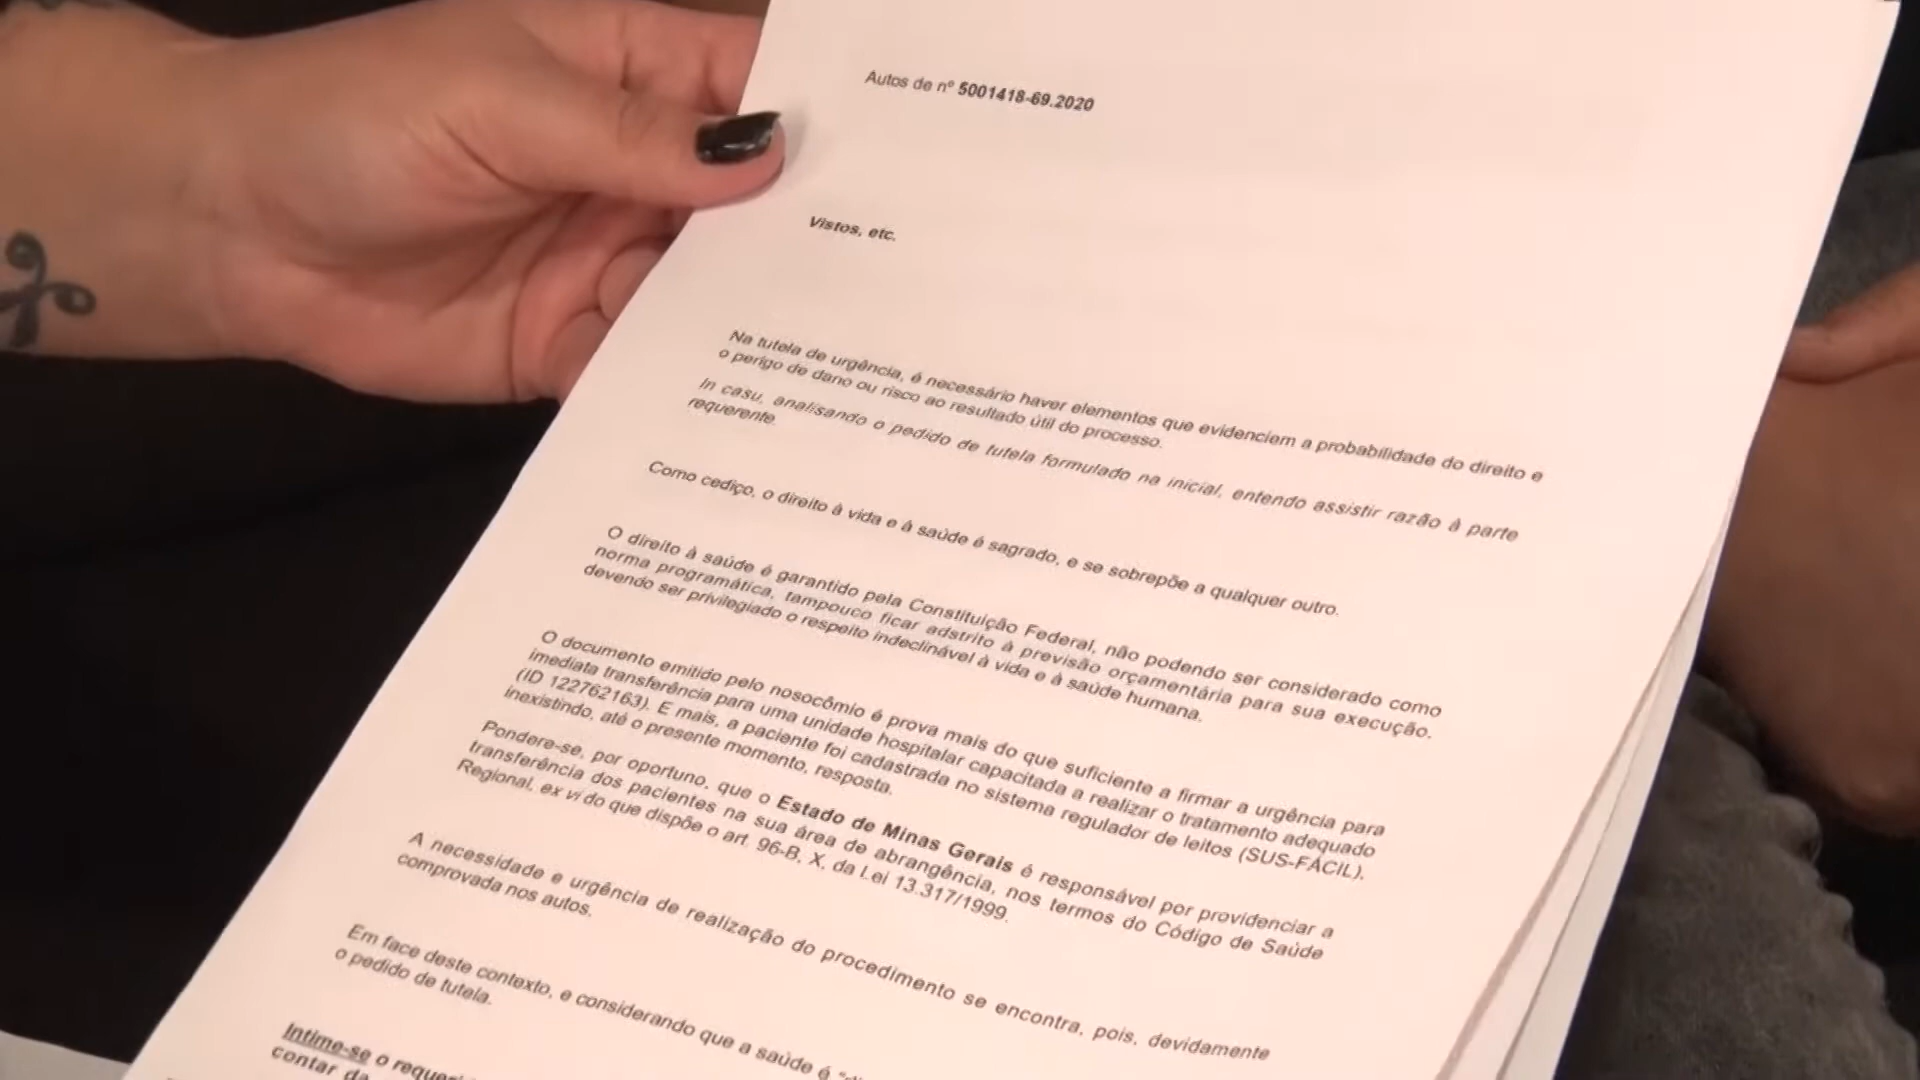 Autos de nº 5001418-69.2020
Vistos, etc.
Na tutela de urgência, é necessário haver elementos que evidenciem a probabilidade do direito e
o perigo de dano ou risco ao resultado útil do processo.
In casu, analisando o pedido de tutela formulado na inicial, entendo assistir razão à parte
requerente.
Como cediço, o direito à vida e à saúde é sagrado, e se sobrepõe a qualquer outro.
O direito à saúde é garantido pela Constituição Federal, não podendo ser considerado como
norma programática, tampouco ficar adstrito à previsão orçamentária para sua execução,
devendo ser privilegiado o respeito indeclinável à vida e à saúde humana.
O documento emitido pelo nosocômio é prova mais do que suficiente a firmar a urgência para
imediata transferência para uma unidade hospitalar capacitada a realizar o tratamento adequado
(ID 122762163). E mais, a paciente foi cadastrada no sistema regulador de leitos (SUS-FÁCIL),
inexistindo, até o presente momento, resposta.
Pondere-se, por oportuno, que o Estado de Minas Gerais é responsável por providenciar a
transferência dos pacientes na sua área de abrangência, nos termos do Código de Saúde
Regional, ex vi do que dispõe o art. 96-B, X, da Lei 13.317/1999.
A necessidade e urgência de realização do procedimento se encontra, pois, devidamente
comprovada nos autos.
Em face deste contexto, e considerando que a saúde é
o pedido de tutela.
Intime-se o
contar da